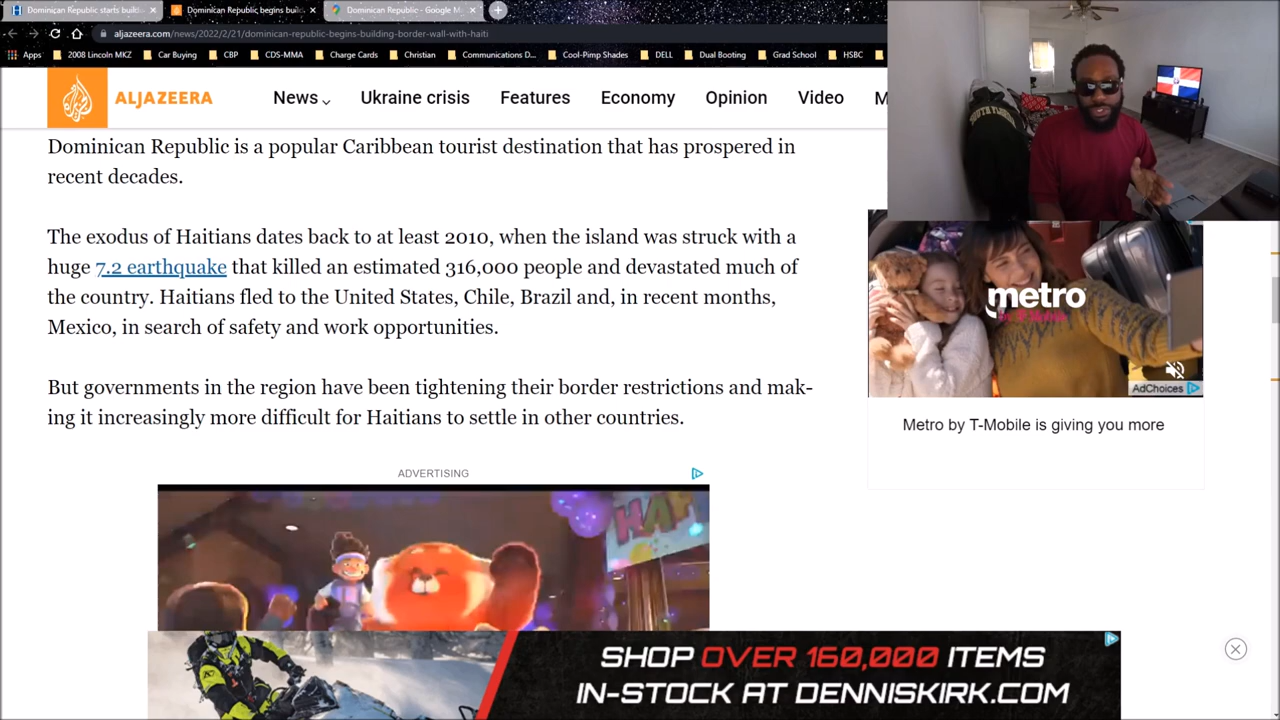 Dominican Republic starts build
Dominican Republic begins buil
Dominican Republic - Google M
aljazeera.com/news/2022/2/21/dominican-republic-begins-building-border-wall-with-haiti
Apps 2008 Lincoln MKZ Car Buying CBP CDS-MMA Charge Cards Christian Communications D... Cool-Pimp Shades DELL Dual Booting Grad School HSBC
ALJAZEERA
News Ukraine crisis Features Economy Opinion Video M
Dominican Republic is a popular Caribbean tourist destination that has prospered in
recent decades.
The exodus of Haitians dates back to at least 2010, when the island was struck with a
huge 7.2 earthquake that killed an estimated 316,000 people and devastated much of
the country. Haitians fled to the United States, Chile, Brazil and, in recent months,
Mexico, in search of safety and work opportunities.
But governments in the region have been tightening their border restrictions and mak-
ing it increasingly more difficult for Haitians to settle in other countries.
metro
by T-Mobile
AdChoices
Metro by T-Mobile is giving you more
ADVERTISING
HAP
SHOP OVER 160,000 ITEMS
IN-STOCK AT DENNISKIRK.COM